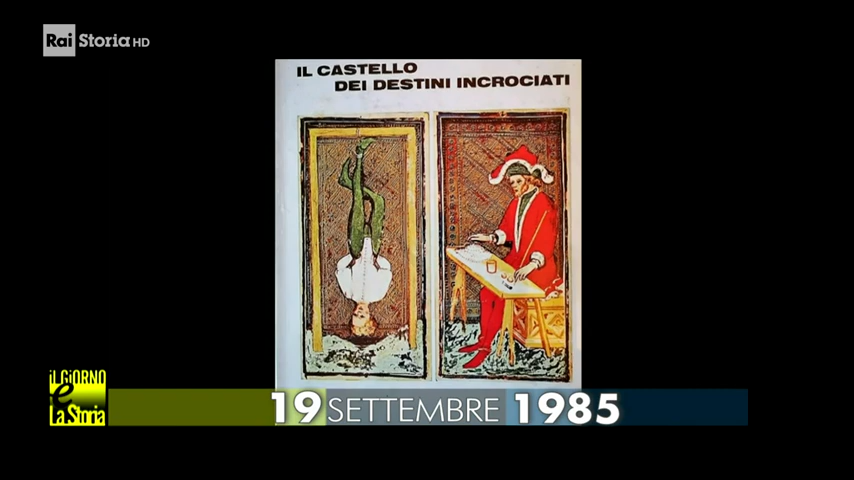 Rai Storia HD
IL CASTELLO
DEI DESTINI INCROCIATI
iL GiORNO
e
La Storia
19 SETTEMBRE 1985